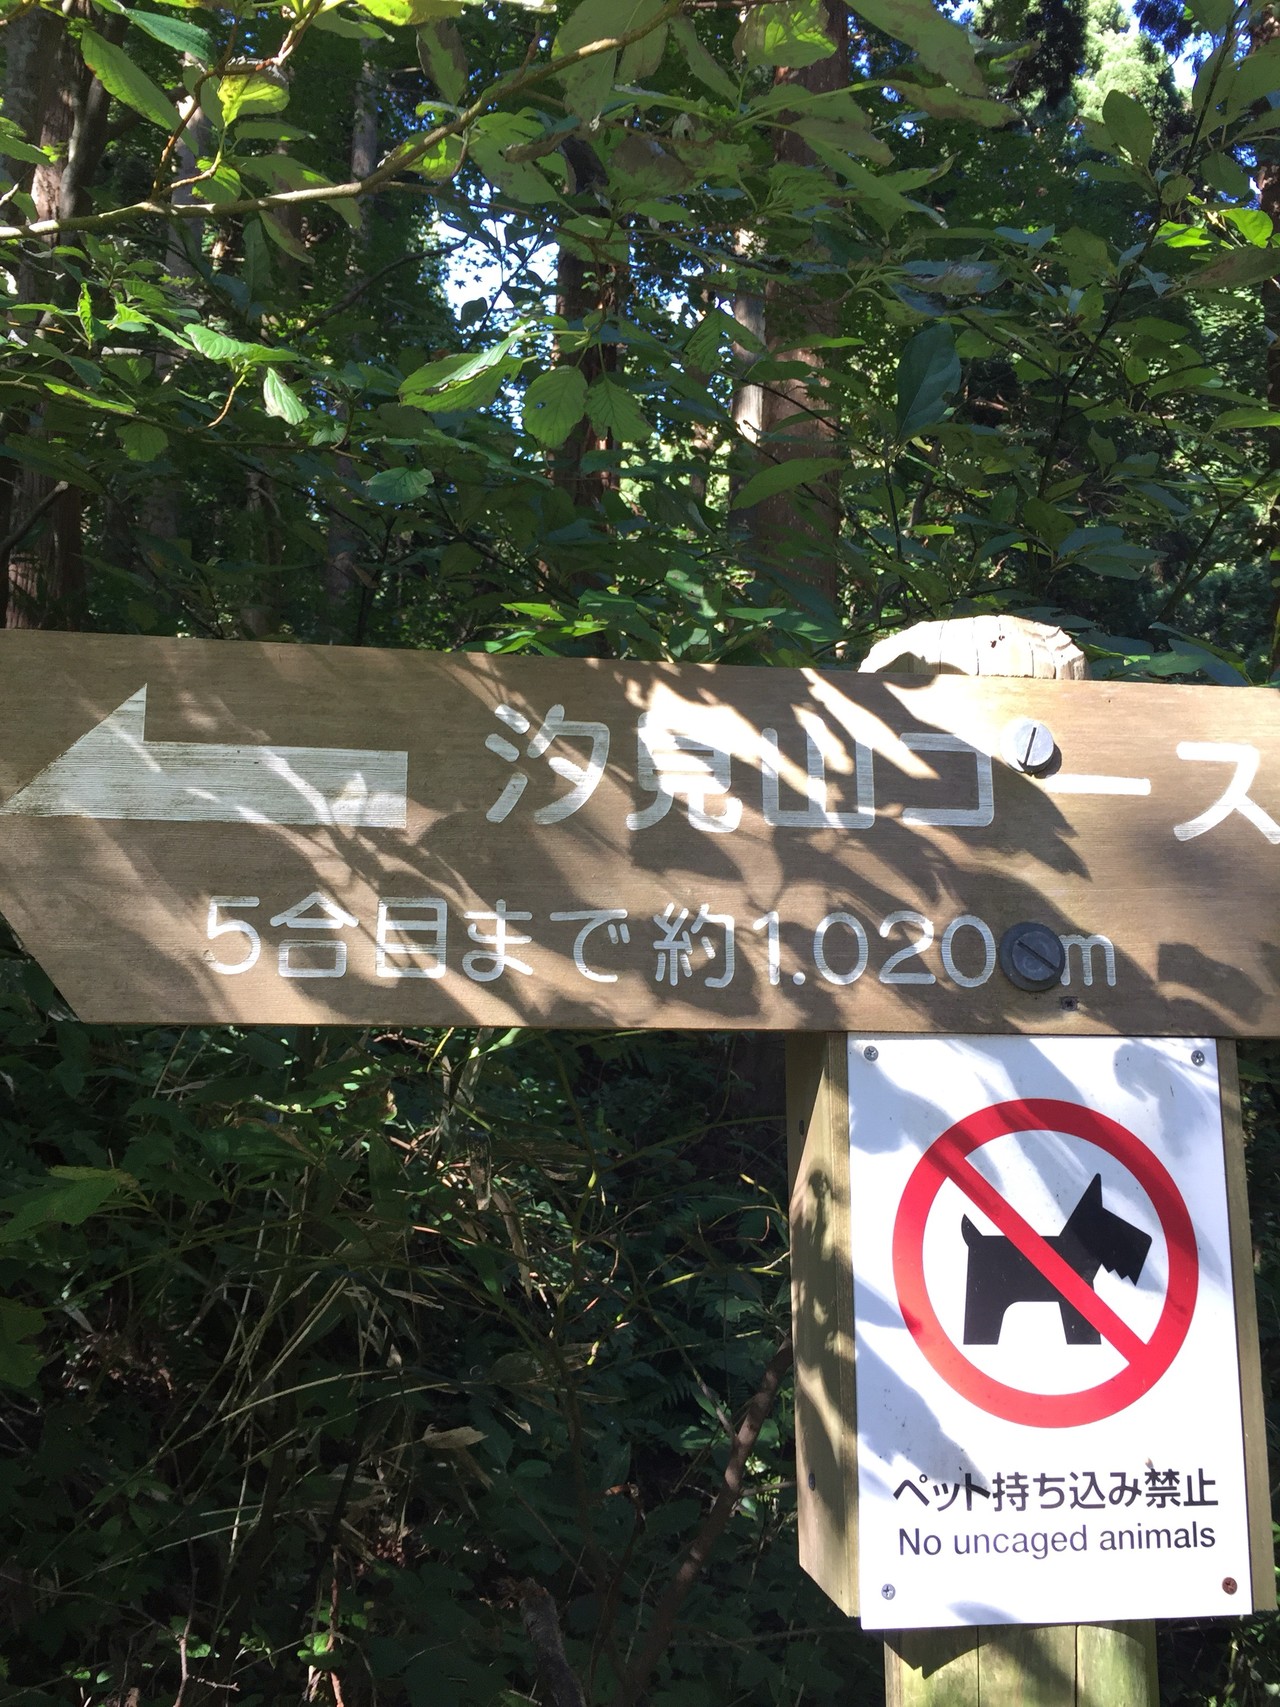 汐見山コース
5合目まで約1.020m
ペット持ち込み禁止
No uncaged animals